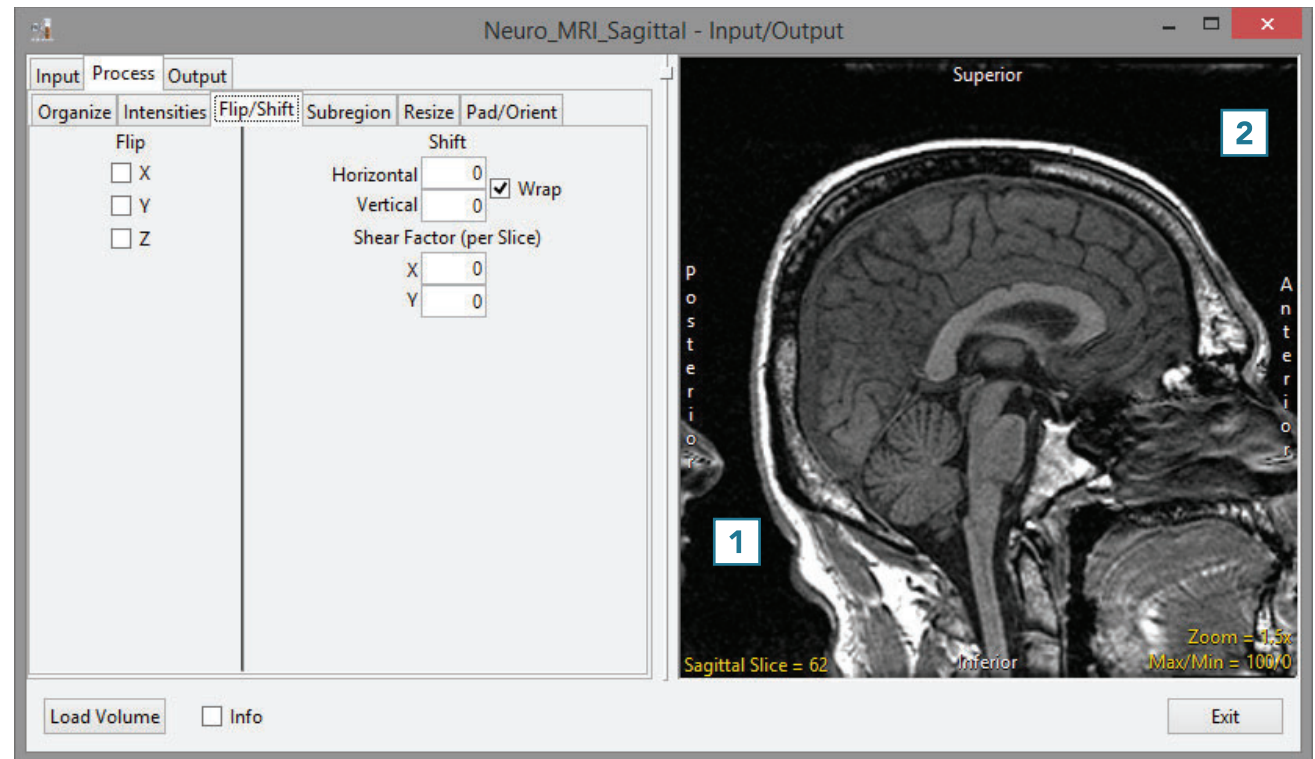 Neuro_MRI_Sagittal - Input/Output
Input Process Output
Organize Intensities Flip/Shift Subregion Resize Pad/Orient
Flip
X
Y
Z
Shift
Horizontal 0
Vertical 0
Wrap
Shear Factor (per Slice)
X 0
Y 0
Superior
2
Posterior
Anterior
1
Sagittal Slice = 62
Inferior
Zoom = 1.5x
Max/Min = 100/0
Load Volume
Info
Exit